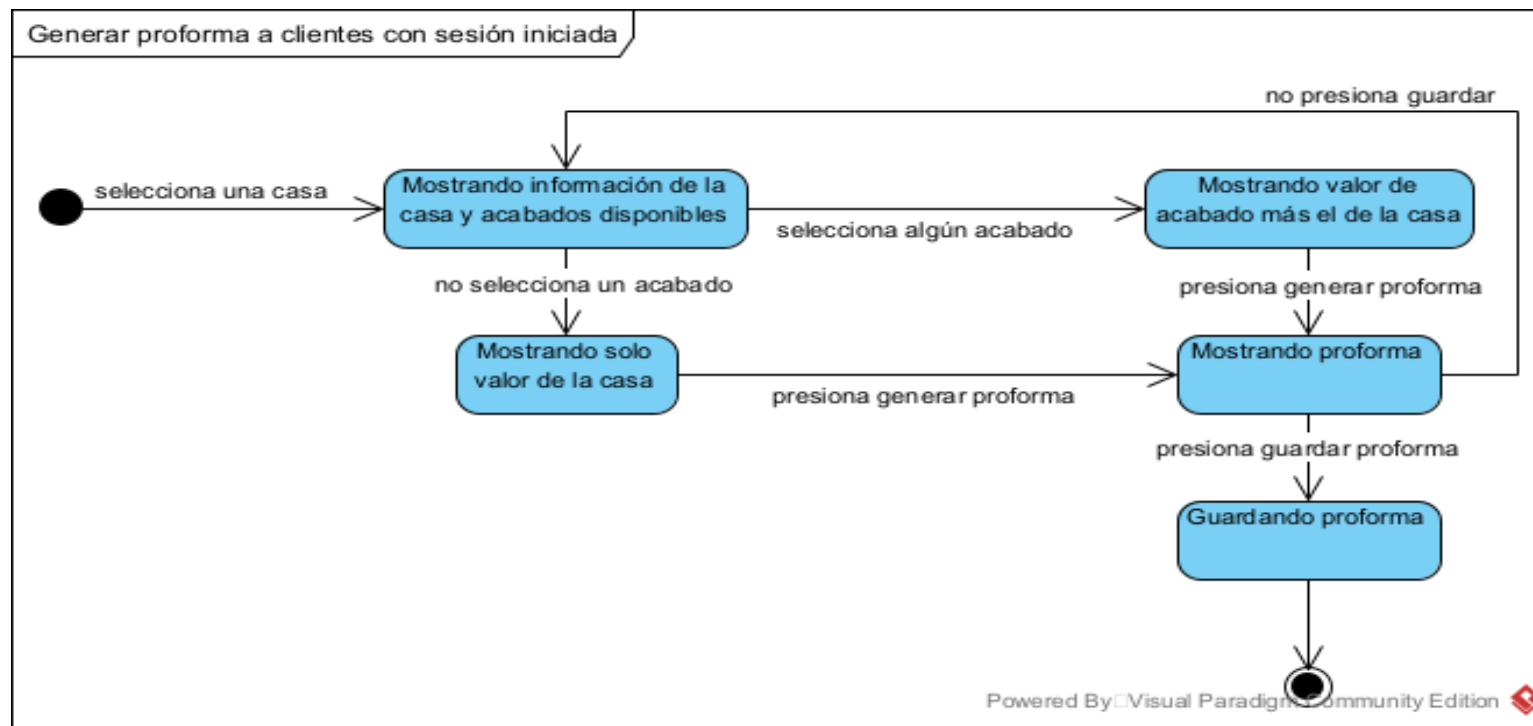 Generar proforma a clientes con sesión iniciada
no presiona guardar
selecciona una casa
Mostrando información de la
casa y acabados disponibles
selecciona algún acabado
Mostrando valor de
acabado más el de la casa
no selecciona un acabado
presiona generar proforma
Mostrando solo
valor de la casa
presiona generar proforma
Mostrando proforma
presiona guardar proforma
Guardando proforma
Powered By Visual Paradigm Community Edition